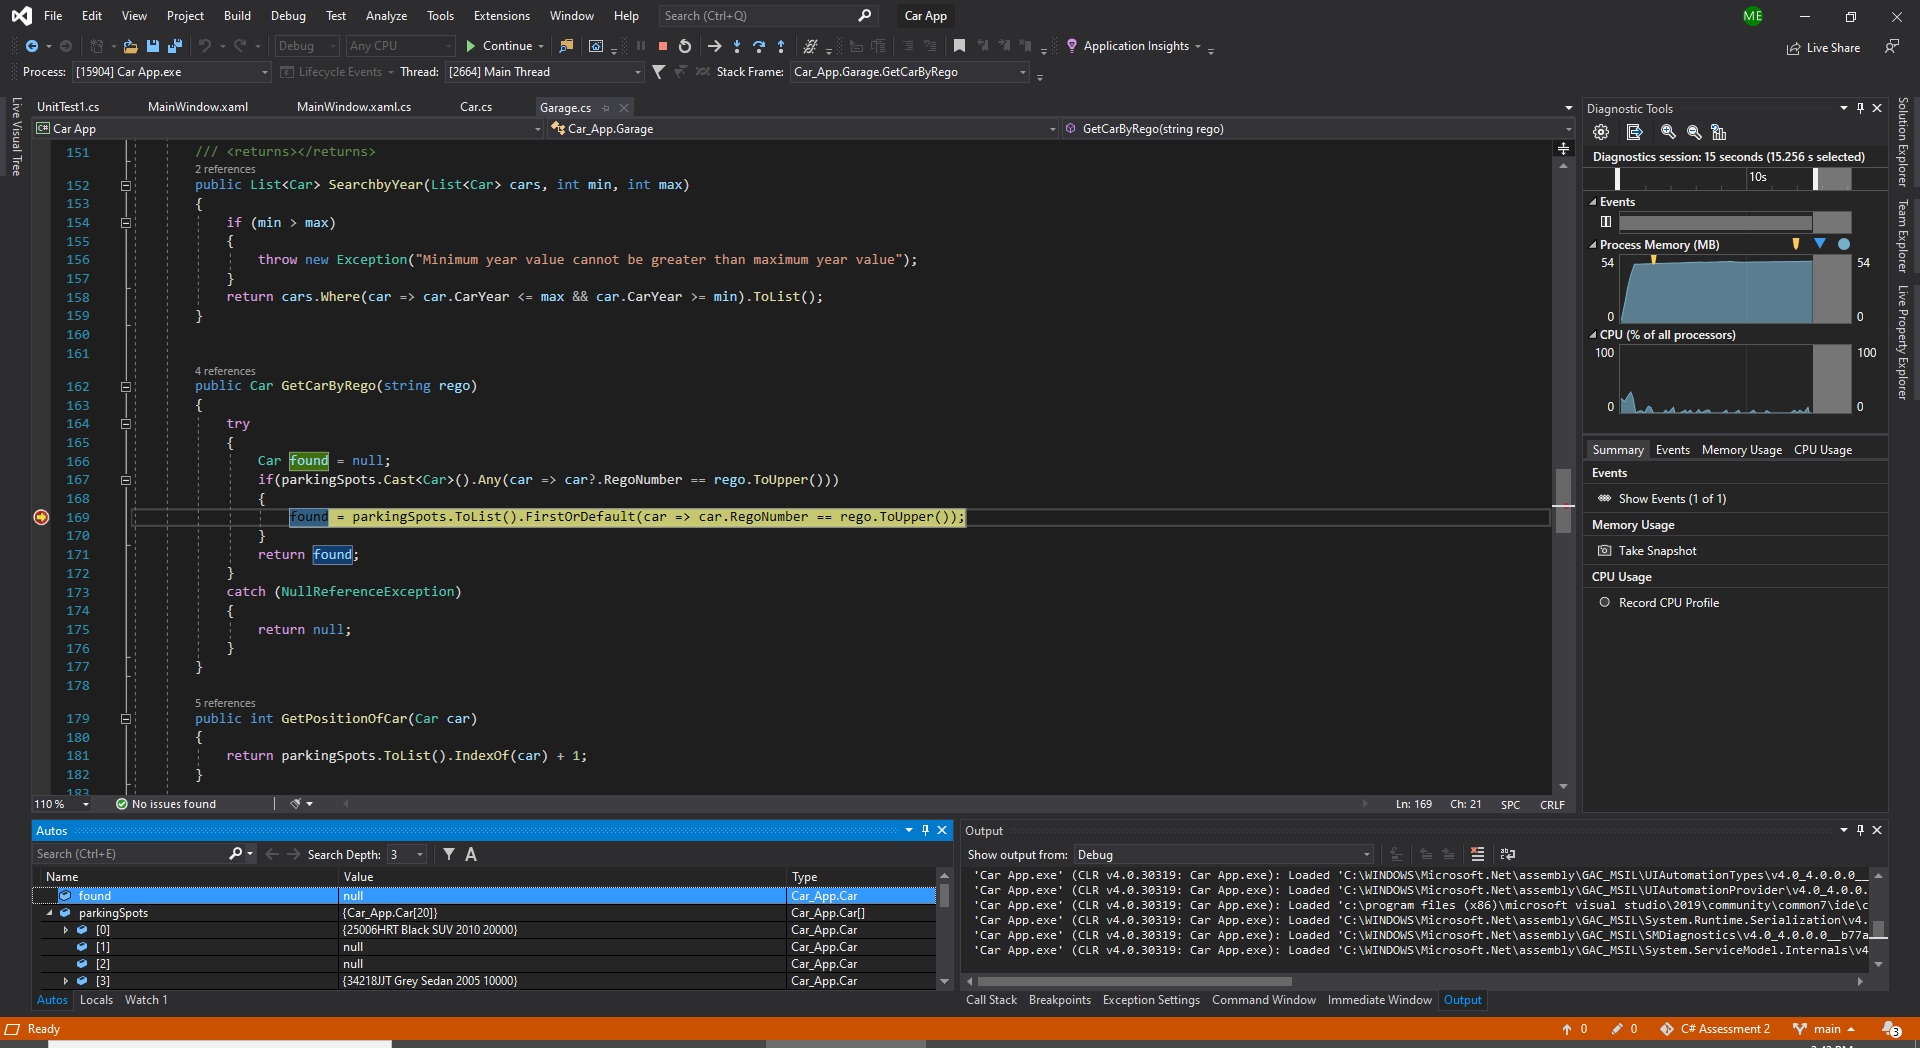 File Edit View Project Build Debug Test Analyze Tools Extensions Window Help Search (Ctrl+Q) Car App ME
Debug Any CPU Continue Application Insights Live Share
Process: [15904] Car App.exe Lifecycle Events Thread: [2664] Main Thread Stack Frame: Car_App.Garage.GetCarByRego
UnitTest1.cs MainWindow.xaml MainWindow.xaml.cs Car.cs Garage.cs
Car App Car_App.Garage GetCarByRego(string rego)
Live Visual Tree
151 /// <returns></returns>
2 references
152 public List<Car> SearchbyYear(List<Car> cars, int min, int max)
153 {
154 if (min > max)
155 {
156 throw new Exception("Minimum year value cannot be greater than maximum year value");
157 }
158 return cars.Where(car => car.CarYear <= max && car.CarYear >= min).ToList();
159 }
160
161
4 references
162 public Car GetCarByRego(string rego)
163 {
164 try
165 {
166 Car found = null;
167 if(parkingSpots.Cast<Car>().Any(car => car?.RegoNumber == rego.ToUpper()))
168 {
169 found = parkingSpots.ToList().FirstOrDefault(car => car.RegoNumber == rego.ToUpper());
170 }
171 return found;
172 }
173 catch (NullReferenceException)
174 {
175 return null;
176 }
177 }
178
5 references
179 public int GetPositionOfCar(Car car)
180 {
181 return parkingSpots.ToList().IndexOf(car) + 1;
182 }
183
110 % No issues found Ln: 169 Ch: 21 SPC CRLF
Diagnostic Tools
Diagnostics session: 15 seconds (15.256 s selected)
10s
Events
Process Memory (MB)
54 54
0 0
CPU (% of all processors)
100 100
0 0
Summary Events Memory Usage CPU Usage
Events
Show Events (1 of 1)
Memory Usage
Take Snapshot
CPU Usage
Record CPU Profile
Solution Explorer
Team Explorer
Live Property Explorer
Autos
Search (Ctrl+E) Search Depth: 3 A
Name Value Type
found null Car_App.Car
parkingSpots {Car_App.Car[20]} Car_App.Car[]
[0] {25006HRT Black SUV 2010 20000} Car_App.Car
[1] null Car_App.Car
[2] null Car_App.Car
[3] {34218JJT Grey Sedan 2005 10000} Car_App.Car
Autos Locals Watch 1
Output
Show output from: Debug
'Car App.exe' (CLR v4.0.30319: Car App.exe): Loaded 'C:\WINDOWS\Microsoft.Net\assembly\GAC_MSIL\UIAutomationTypes\v4.0_4.0.0.0__
'Car App.exe' (CLR v4.0.30319: Car App.exe): Loaded 'C:\WINDOWS\Microsoft.Net\assembly\GAC_MSIL\UIAutomationProvider\v4.0_4.0.0.
'Car App.exe' (CLR v4.0.30319: Car App.exe): Loaded 'c:\program files (x86)\microsoft visual studio\2019\community\common7\ide\c
'Car App.exe' (CLR v4.0.30319: Car App.exe): Loaded 'C:\WINDOWS\Microsoft.Net\assembly\GAC_MSIL\System.Runtime.Serialization\v4.
'Car App.exe' (CLR v4.0.30319: Car App.exe): Loaded 'C:\WINDOWS\Microsoft.Net\assembly\GAC_MSIL\SMDiagnostics\v4.0_4.0.0.0__b77a
'Car App.exe' (CLR v4.0.30319: Car App.exe): Loaded 'C:\WINDOWS\Microsoft.Net\assembly\GAC_MSIL\System.ServiceModel.Internals\v4
Call Stack Breakpoints Exception Settings Command Window Immediate Window Output
Ready 0 0 C# Assessment 2 main 3